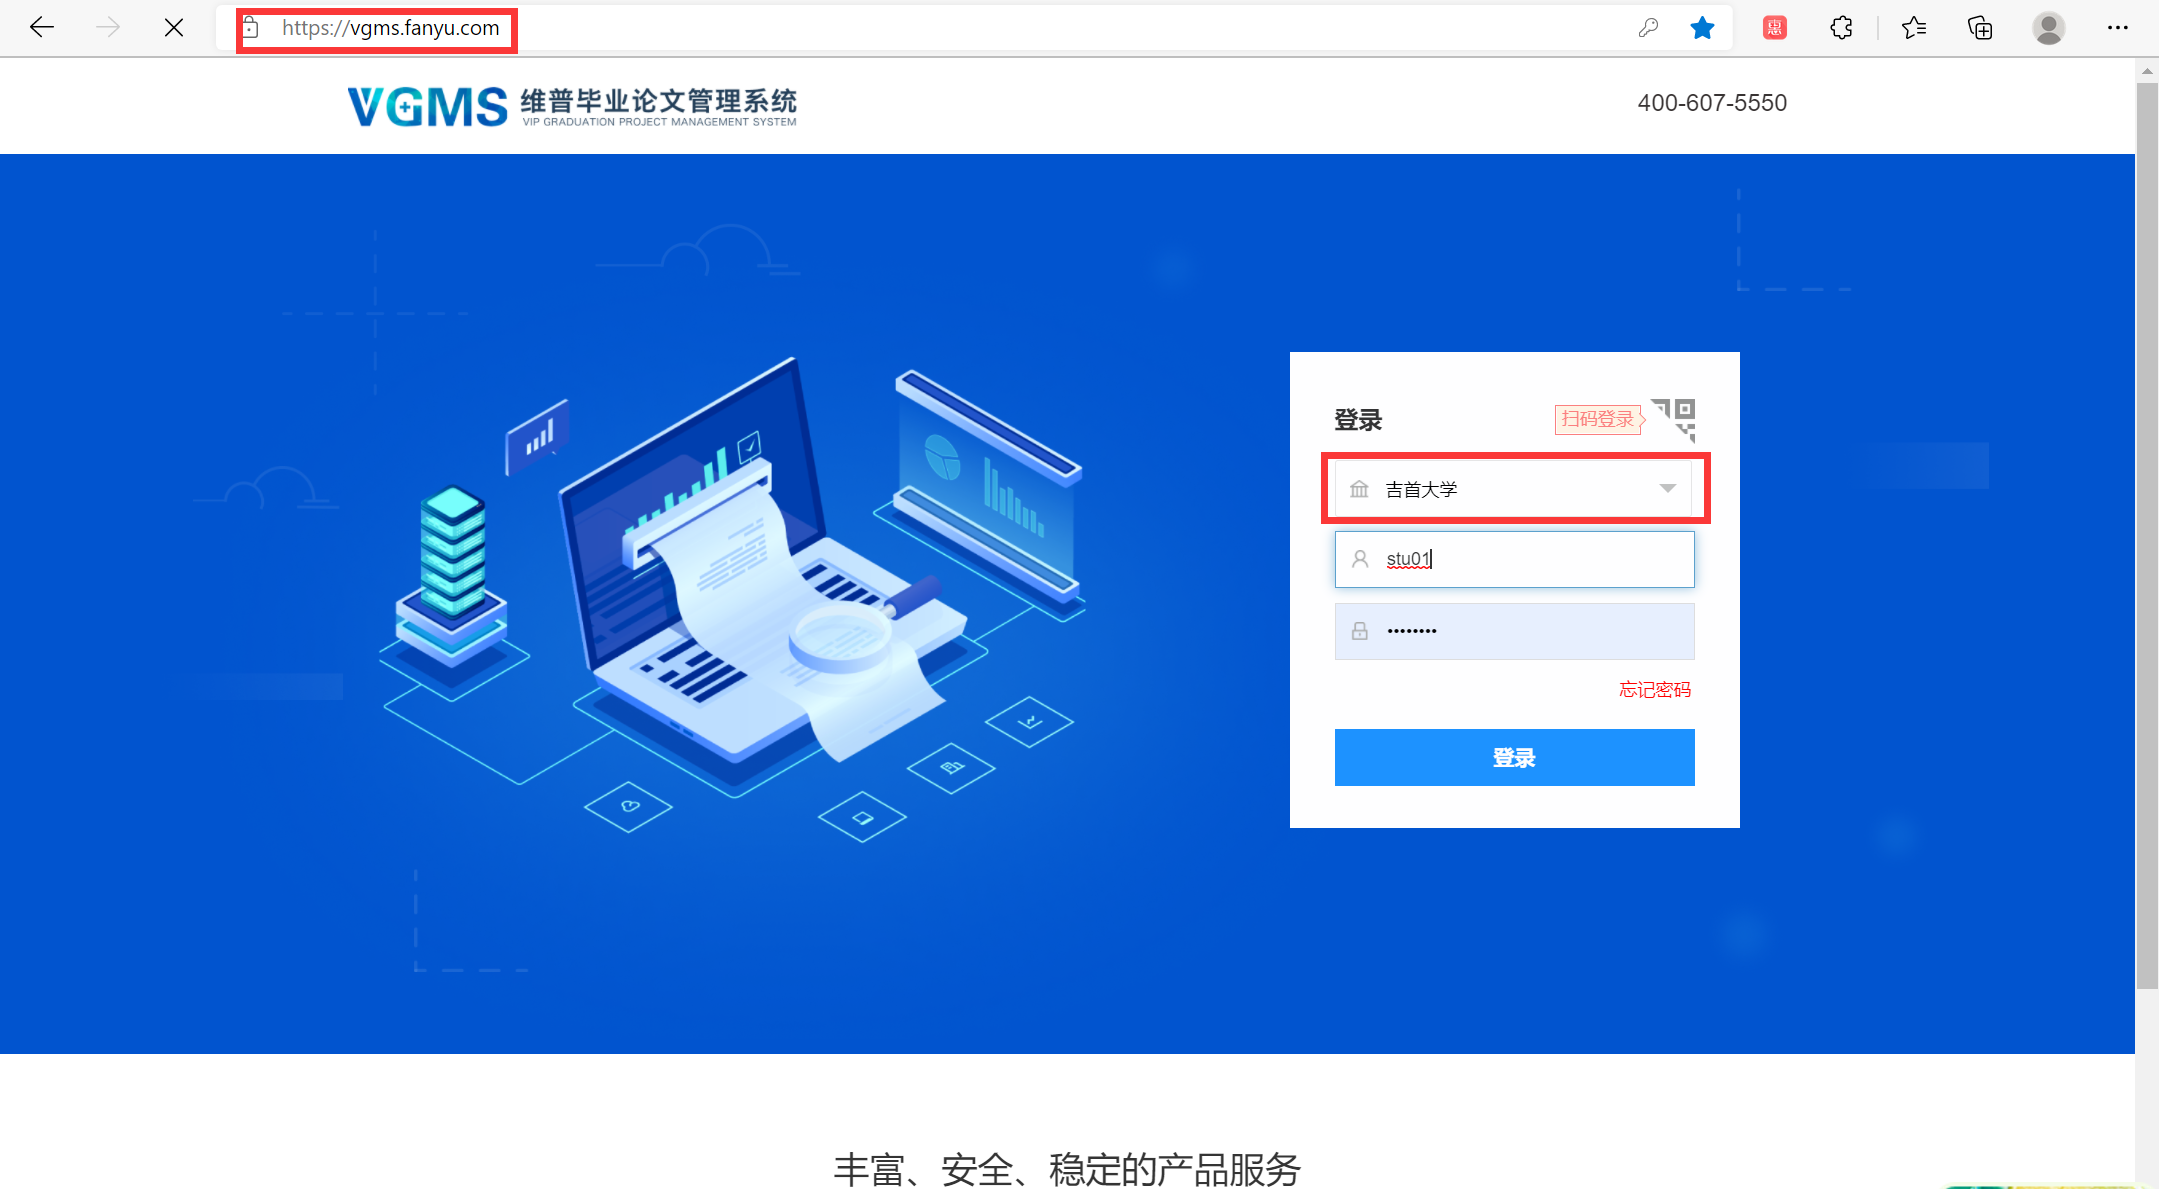 https://vgms.fanyu.com
惠
VGMS 维普毕业论文管理系统
VIP GRADUATION PROJECT MANAGEMENT SYSTEM
400-607-5550
登录
扫码登录
吉首大学
stu01
忘记密码
登录
丰富、安全、稳定的产品服务